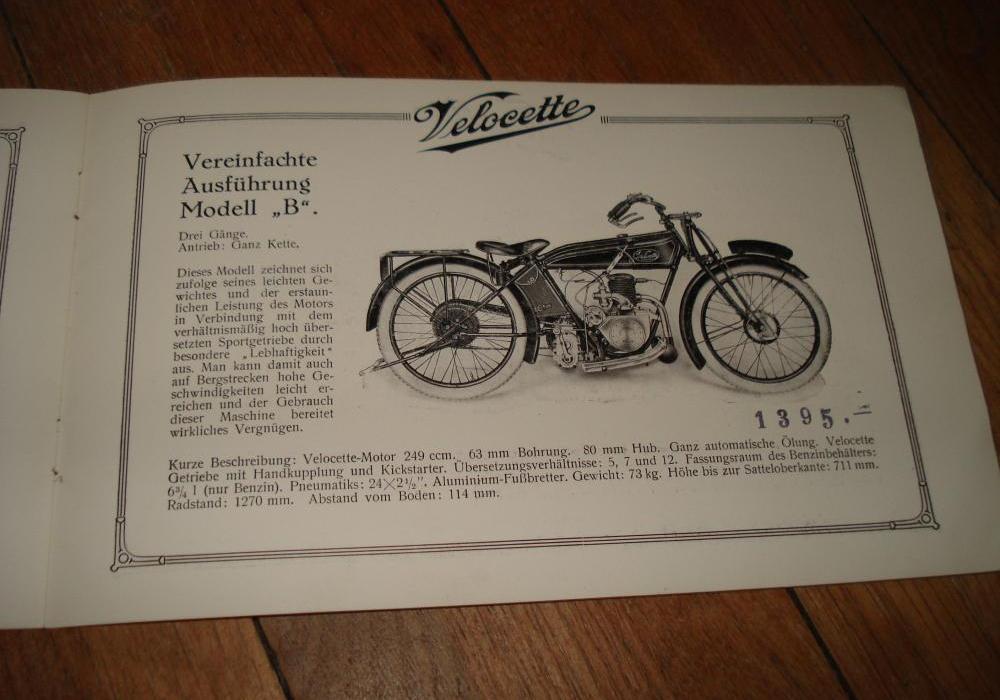 Velocette
Vereinfachte
Ausführung
Modell „B“.
Drei Gänge.
Antrieb: Ganz Kette.
Dieses Modell zeichnet sich
zufolge seines leichten Ge-
wichtes und der erstaun-
lichen Leistung des Motors
in Verbindung mit dem
verhältnismäßig hoch über-
setzten Sportgetriebe durch
besondere „Lebhaftigkeit“
aus. Man kann damit auch
auf Bergstrecken hohe Ge-
schwindigkeiten leicht er-
reichen und der Gebrauch
dieser Maschine bereitet
wirkliches Vergnügen.
1395.—
Kurze Beschreibung: Velocette-Motor 249 ccm. 63 mm Bohrung. 80 mm Hub. Ganz automatische Ölung. Velocette
Getriebe mit Handkupplung und Kickstarter. Übersetzungsverhältnisse: 5, 7 und 12. Fassungsraum des Benzinbehälters:
6¾ l (nur Benzin). Pneumatiks: 24×2½". Aluminium-Fußbretter. Gewicht: 73 kg. Höhe bis zur Satteloberkante: 711 mm.
Radstand: 1270 mm. Abstand vom Boden: 114 mm.